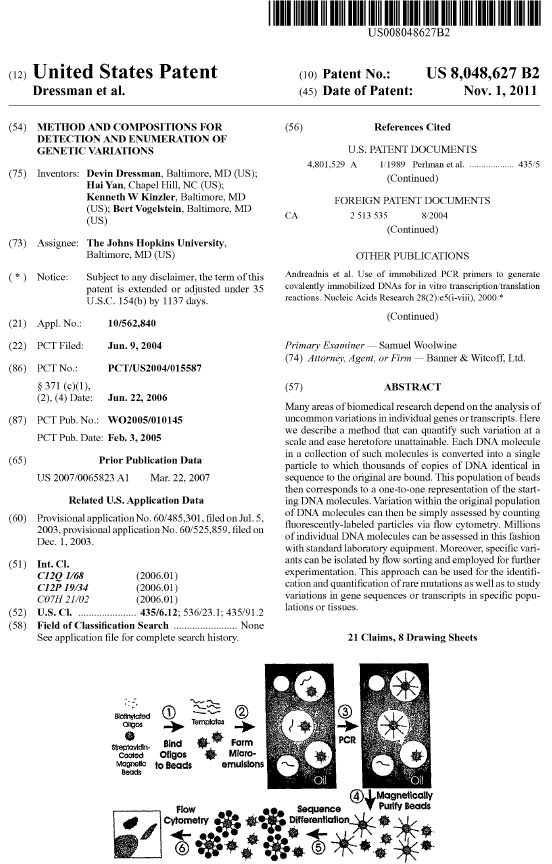 US008048627B2
(12) United States Patent
Dressman et al.
(10) Patent No.: US 8,048,627 B2
(45) Date of Patent: Nov. 1, 2011
(54) METHOD AND COMPOSITIONS FOR
DETECTION AND ENUMERATION OF
GENETIC VARIATIONS
(75) Inventors: Devin Dressman, Baltimore, MD (US);
Hai Yan, Chapel Hill, NC (US);
Kenneth W Kinzler, Baltimore, MD
(US); Bert Vogelstein, Baltimore, MD
(US)
(73) Assignee: The Johns Hopkins University,
Baltimore, MD (US)
( * ) Notice: Subject to any disclaimer, the term of this
patent is extended or adjusted under 35
U.S.C. 154(b) by 1137 days.
(21) Appl. No.: 10/562,840
(22) PCT Filed: Jun. 9, 2004
(86) PCT No.: PCT/US2004/015587
§ 371 (c)(1),
(2), (4) Date: Jun. 22, 2006
(87) PCT Pub. No.: WO2005/010145
PCT Pub. Date: Feb. 3, 2005
(65) Prior Publication Data
US 2007/0065823 A1 Mar. 22, 2007
Related U.S. Application Data
(60) Provisional application No. 60/485,301, filed on Jul. 5,
2003, provisional application No. 60/525,859, filed on
Dec. 1, 2003.
(51) Int. Cl.
C12Q 1/68 (2006.01)
C12P 19/34 (2006.01)
C07H 21/02 (2006.01)
(52) U.S. Cl. ...................... 435/6.12; 536/23.1; 435/91.2
(58) Field of Classification Search ........................ None
See application file for complete search history.
(56) References Cited
U.S. PATENT DOCUMENTS
4,801,529 A 1/1989 Perlman et al. ................. 435/5
(Continued)
FOREIGN PATENT DOCUMENTS
CA 2 513 535 8/2004
(Continued)
OTHER PUBLICATIONS
Andreadnis et al. Use of immobilized PCR primers to generate
covalently immobilized DNAs for in vitro transcription/translation
reactions. Nucleic Acids Research 28(2):e5(i-viii), 2000.*
(Continued)
Primary Examiner — Samuel Woolwine
(74) Attorney, Agent, or Firm — Banner & Witcoff, Ltd.
(57) ABSTRACT
Many areas of biomedical research depend on the analysis of
uncommon variations in individual genes or transcripts. Here
we describe a method that can quantify such variation at a
scale and ease heretofore unattainable. Each DNA molecule
in a collection of such molecules is converted into a single
particle to which thousands of copies of DNA identical in
sequence to the original are bound. This population of beads
then corresponds to a one-to-one representation of the start-
ing DNA molecules. Variation within the original population
of DNA molecules can then be simply assessed by counting
fluorescently-labeled particles via flow cytometry. Millions
of individual DNA molecules can be assessed in this fashion
with standard laboratory equipment. Moreover, specific vari-
ants can be isolated by flow sorting and employed for further
experimentation. This approach can be used for the identifi-
cation and quantification of rare mutations as well as to study
variations in gene sequences or transcripts in specific popu-
lations or tissues.
21 Claims, 8 Drawing Sheets
Biotinylated
Oligos
Streptavidin-
Coated
Magnetic
Beads
1
Bind
Oligos
to Beads
Templates
2
Form
Micro-
emulsions
Oil
3
PCR
Oil
4 Magnetically
Purify Beads
Sequence
Differentiation
5
Flow
Cytometry
6